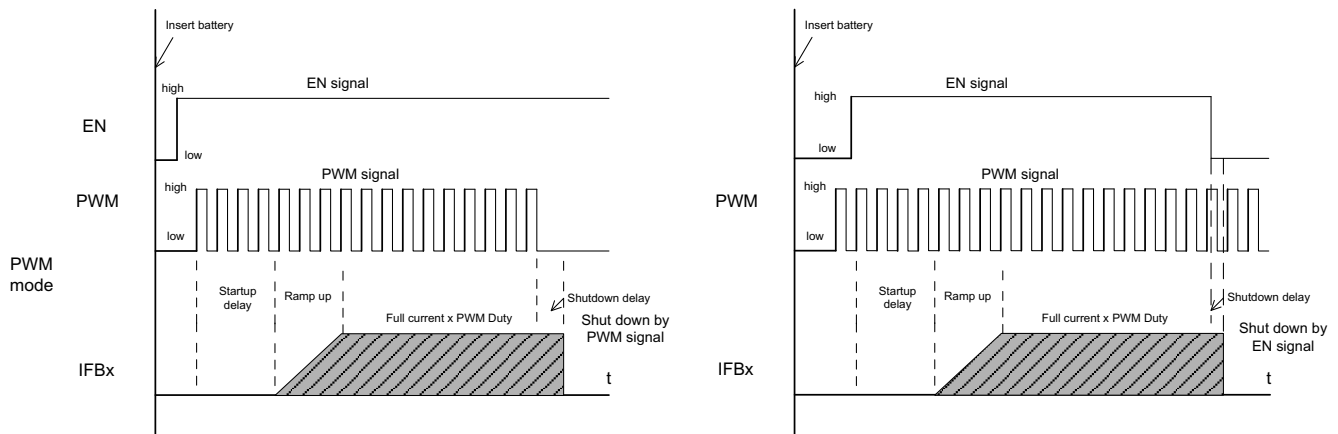 Insert battery
EN signal
high
EN
low
PWM signal
high
PWM
low
PWM
mode
Startup
delay
Ramp up
Shutdown delay
Full current x PWM Duty
Shut down by
PWM signal
IFBx
t
Insert battery
EN signal
high
EN
low
PWM signal
high
PWM
low
Startup
delay
Ramp up
Shutdown delay
Full current x PWM Duty
Shut down by
EN signal
IFBx
t